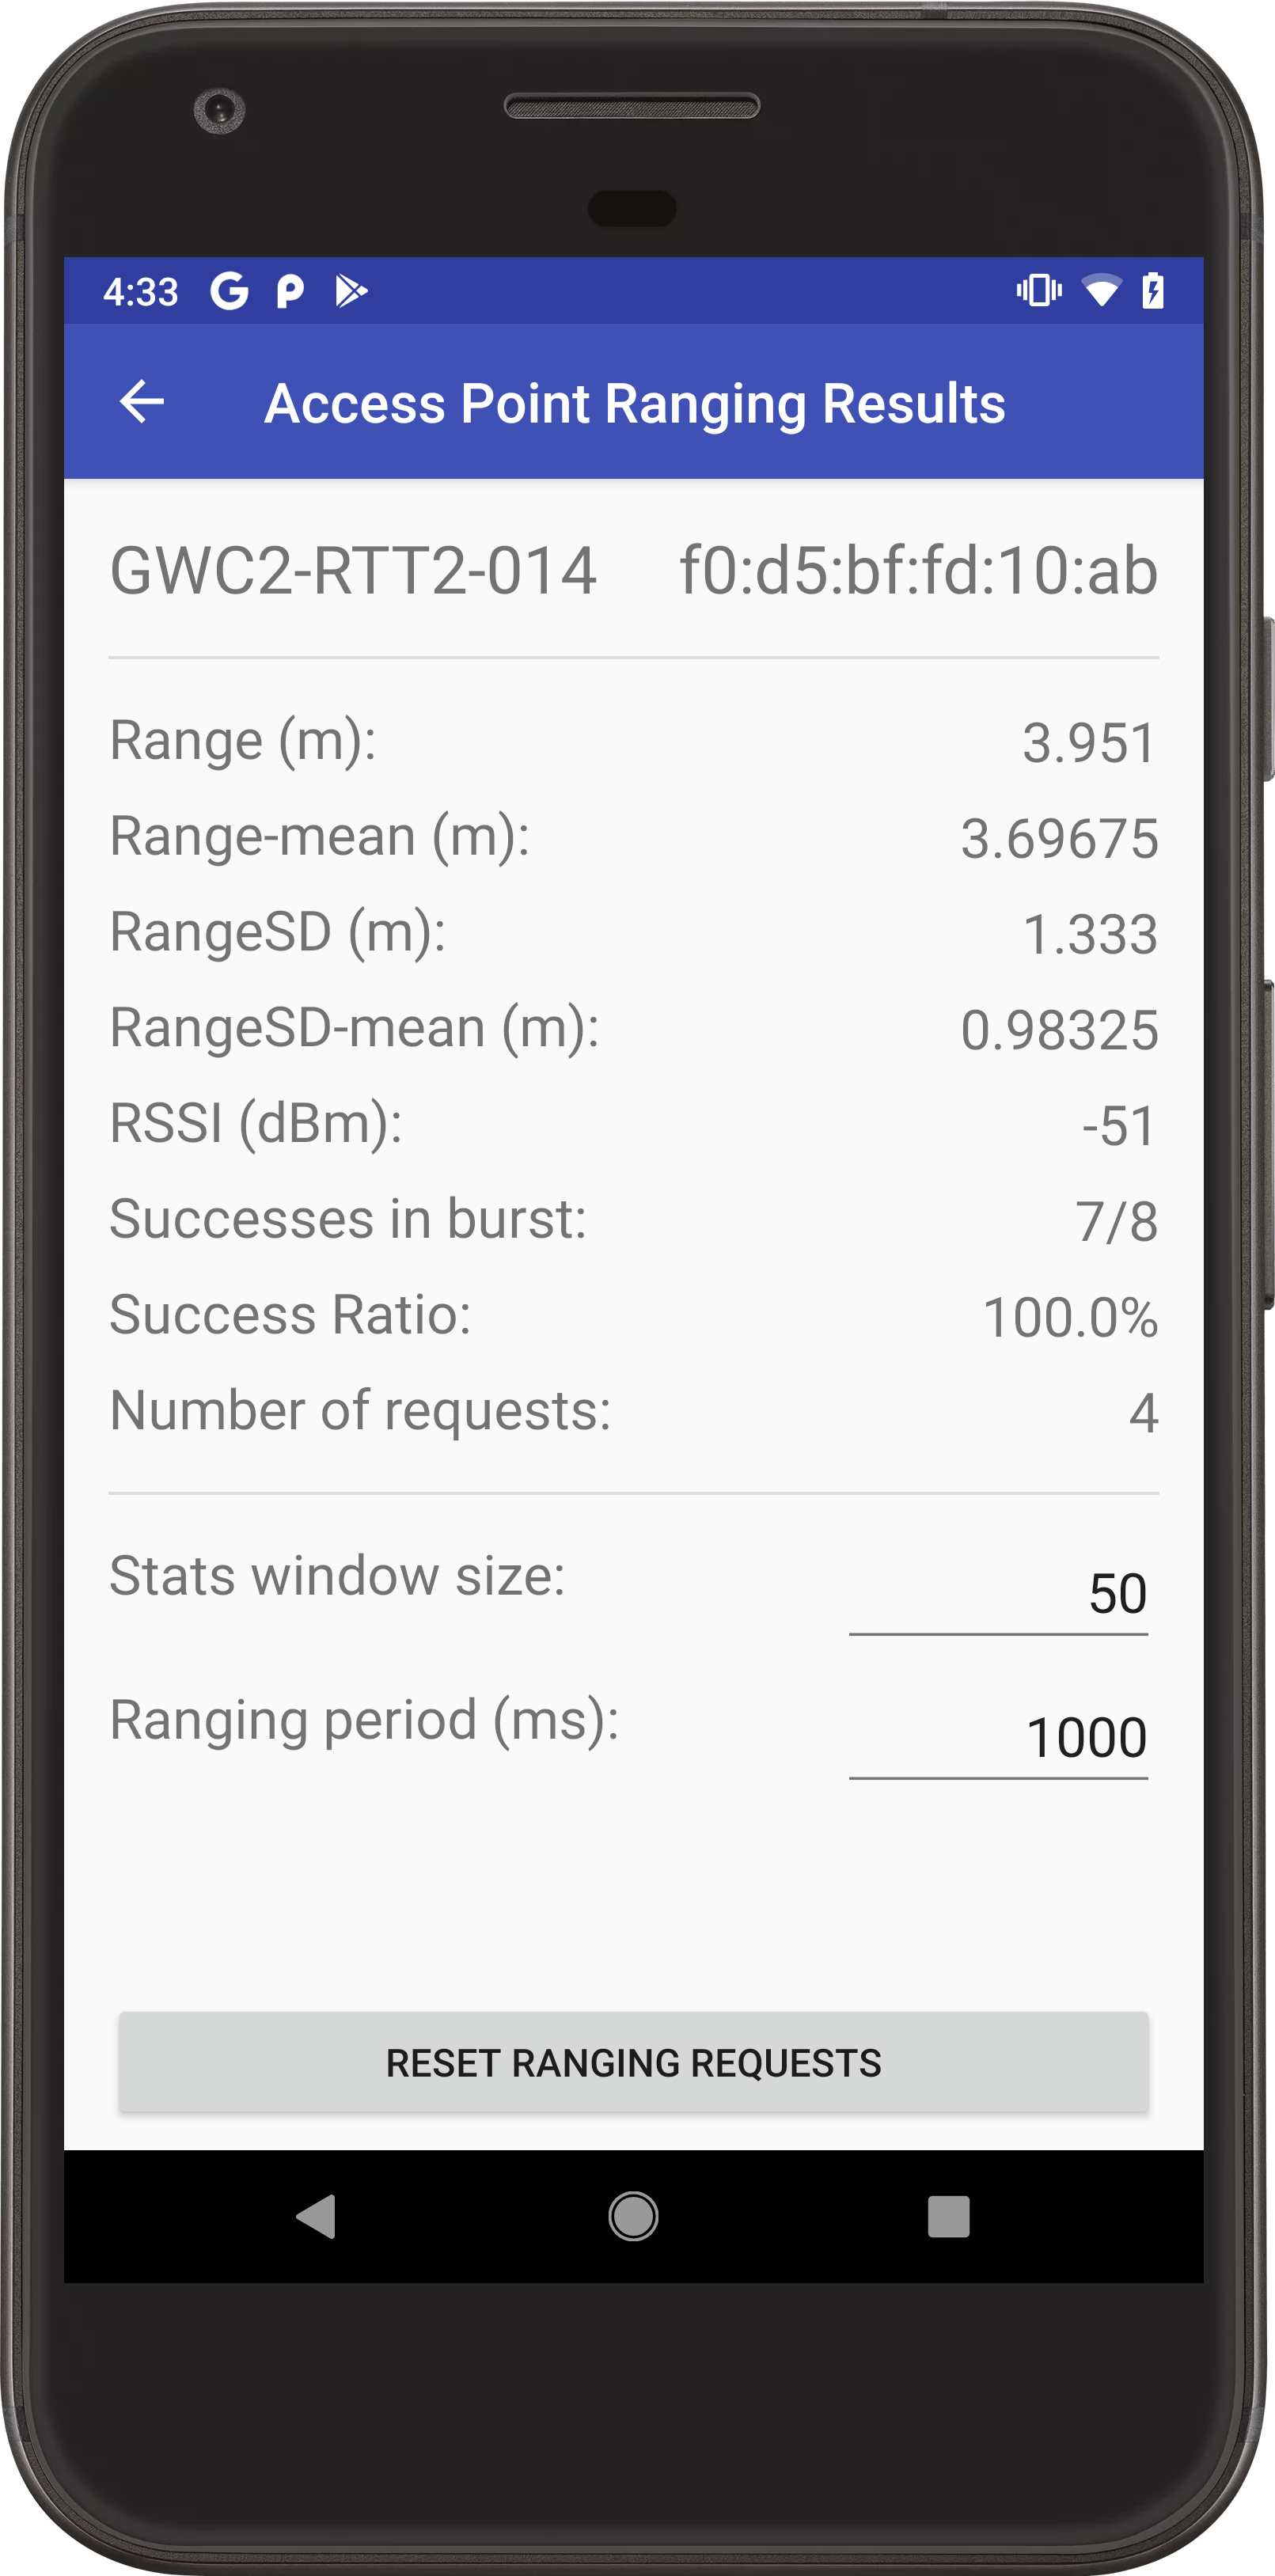 4:33
Access Point Ranging Results
GWC2-RTT2-014 f0:d5:bf:fd:10:ab
Range (m): 3.951
Range-mean (m): 3.69675
RangeSD (m): 1.333
RangeSD-mean (m): 0.98325
RSSI (dBm): -51
Successes in burst: 7/8
Success Ratio: 100.0%
Number of requests: 4
Stats window size: 50
Ranging period (ms): 1000
RESET RANGING REQUESTS